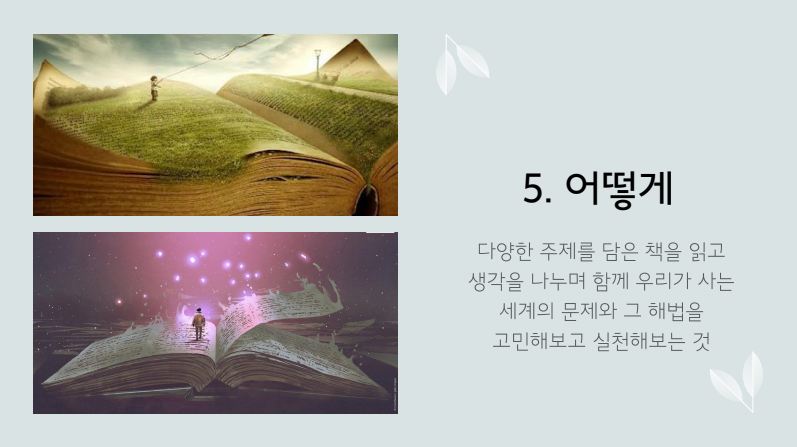 5. 어떻게
다양한 주제를 담은 책을 읽고
생각을 나누며 함께 우리가 사는
세계의 문제와 그 해법을
고민해보고 실천해보는 것